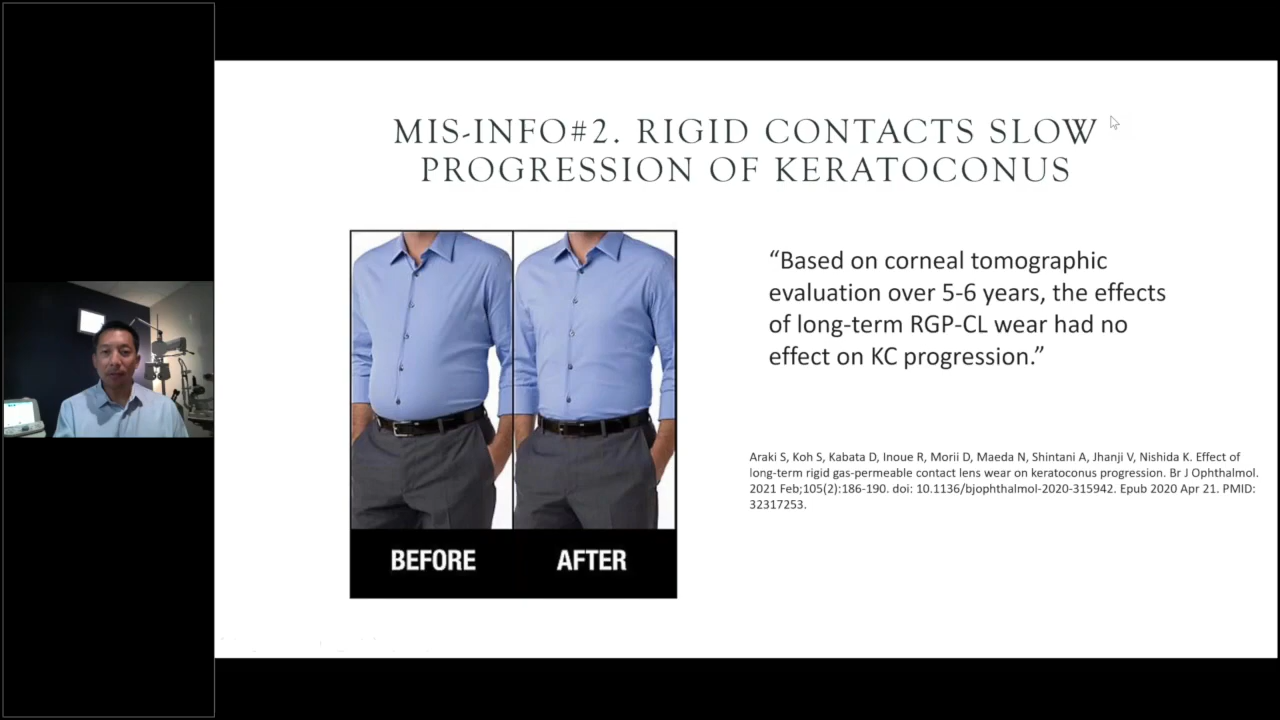 MIS-INFO#2. RIGID CONTACTS SLOW
PROGRESSION OF KERATOCONUS
“Based on corneal tomographic
evaluation over 5-6 years, the effects
of long-term RGP-CL wear had no
effect on KC progression.”
Araki S, Koh S, Kabata D, Inoue R, Morii D, Maeda N, Shintani A, Jhanji V, Nishida K. Effect of
long-term rigid gas-permeable contact lens wear on keratoconus progression. Br J Ophthalmol.
2021 Feb;105(2):186-190. doi: 10.1136/bjophthalmol-2020-315942. Epub 2020 Apr 21. PMID:
32317253.
BEFORE
AFTER